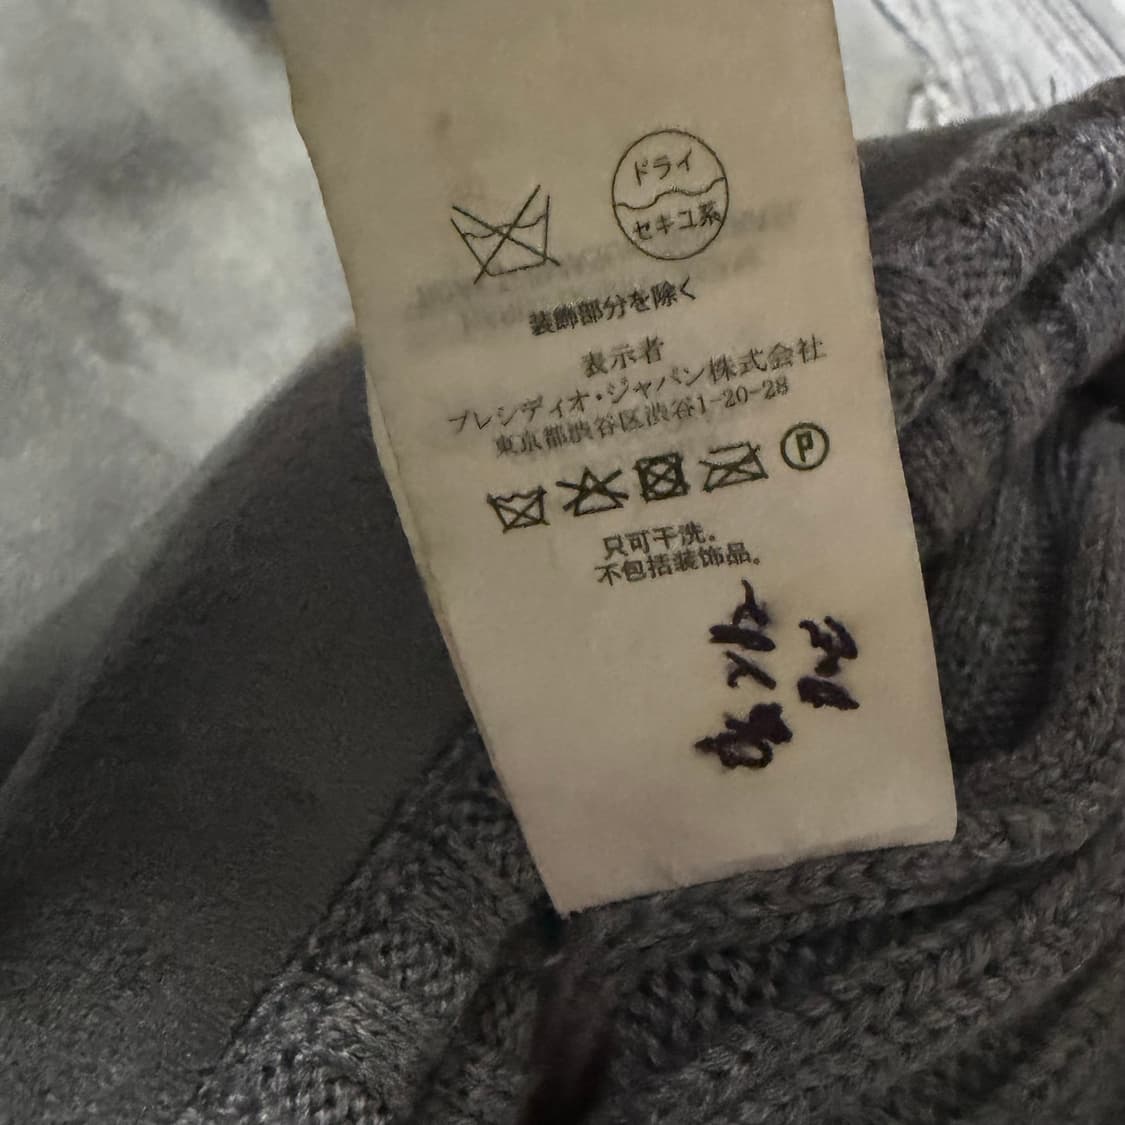 ドライ
セキユ系
装飾部分を除く
表示者
プレシディオ・ジャパン株式会社
東京都渋谷区渋谷1-20-28
P
只可干洗。
不包括装饰品。